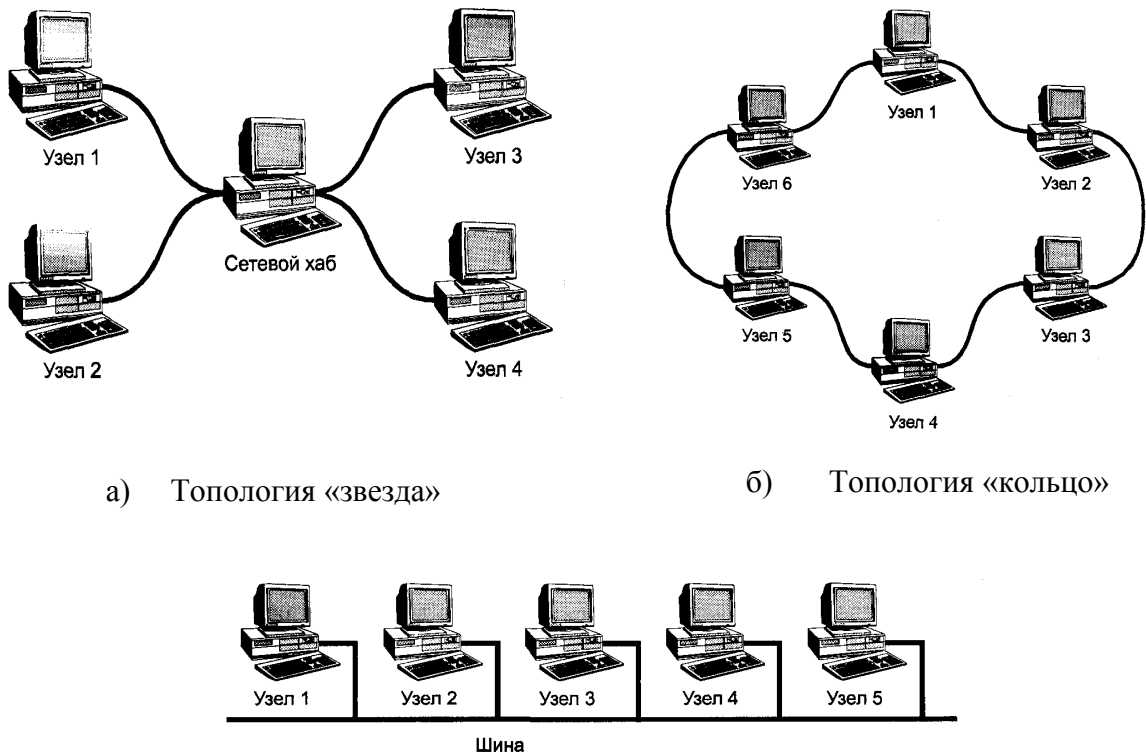 Узел 1
Узел 3
Сетевой хаб
Узел 2
Узел 4
а) Топология «звезда»
Узел 1
Узел 6
Узел 2
Узел 5
Узел 3
Узел 4
б) Топология «кольцо»
Узел 1 Узел 2 Узел 3 Узел 4 Узел 5
Шина